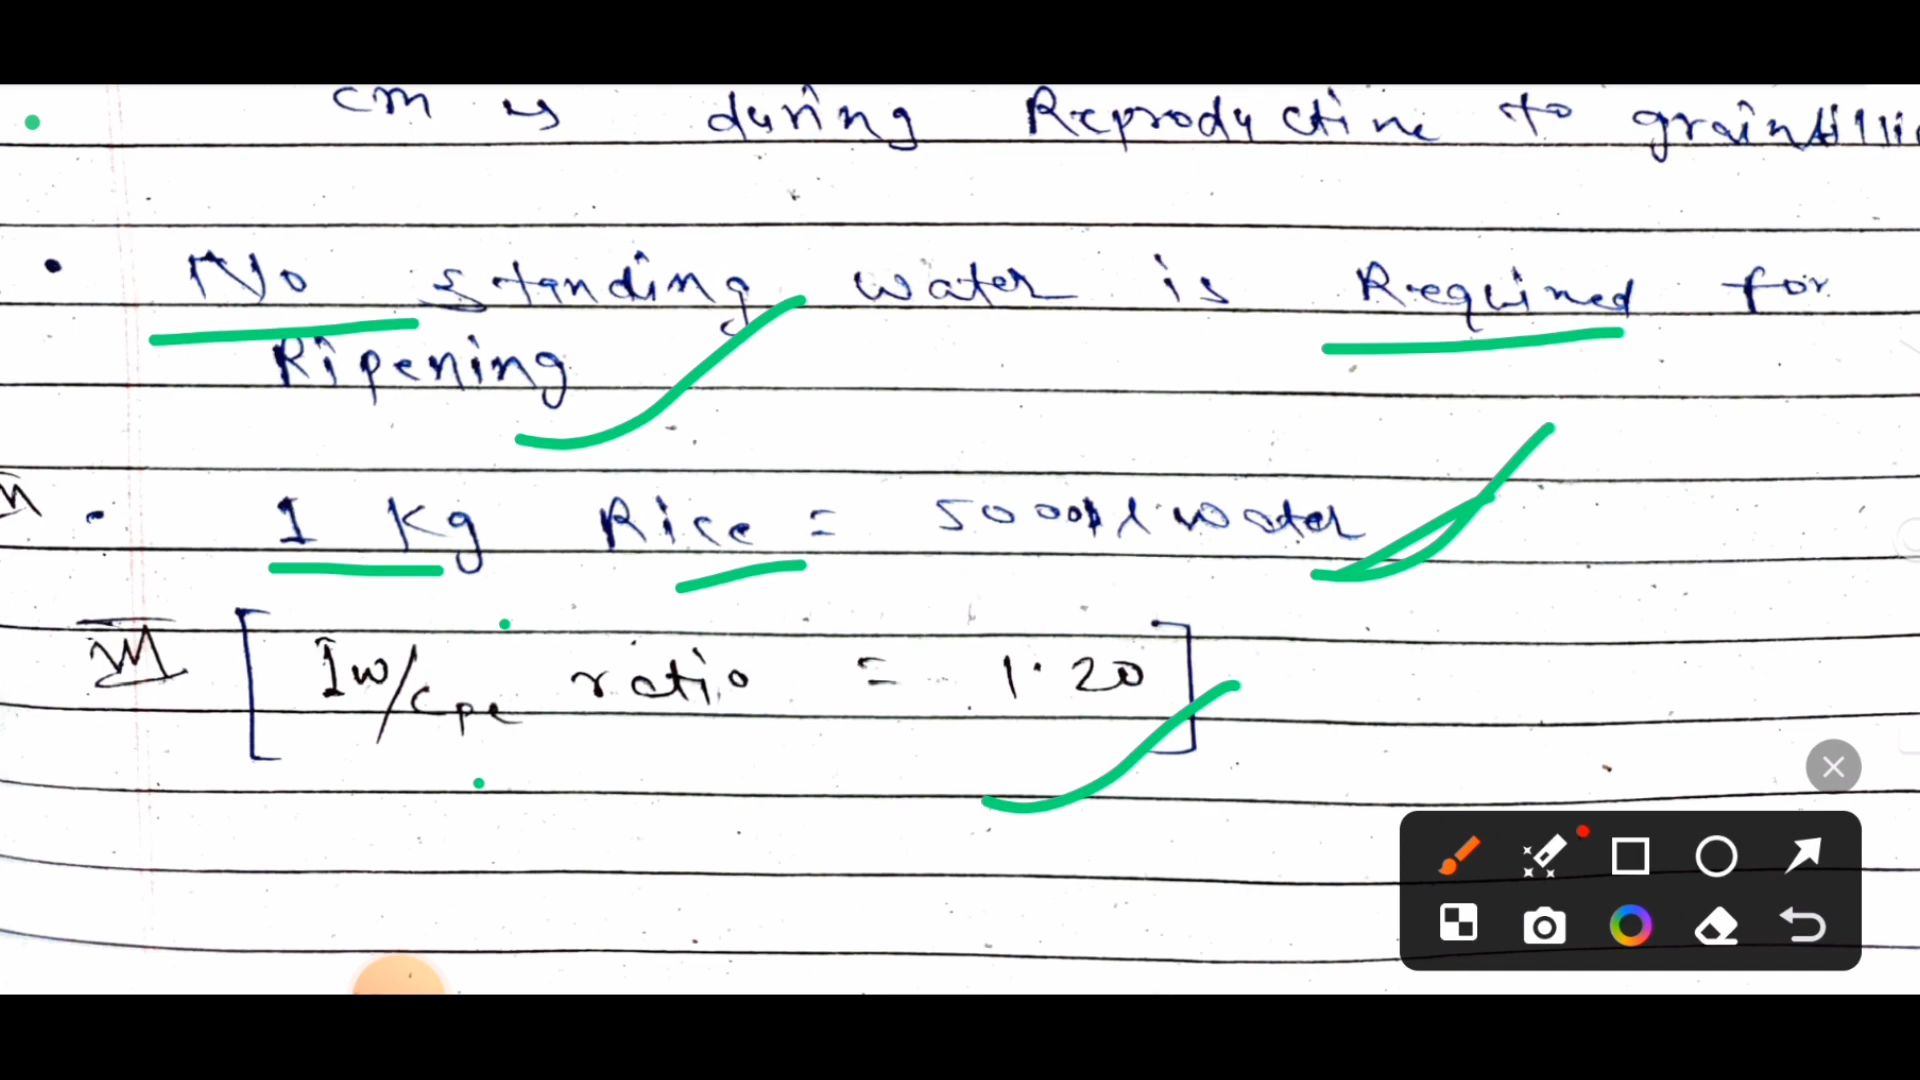 cm is during Reproductive to grainfilli
• No standing water is Required for
Ripening
• 1 Kg Rice = 5000 l water
[ Iw/cpe ratio = 1.20 ]